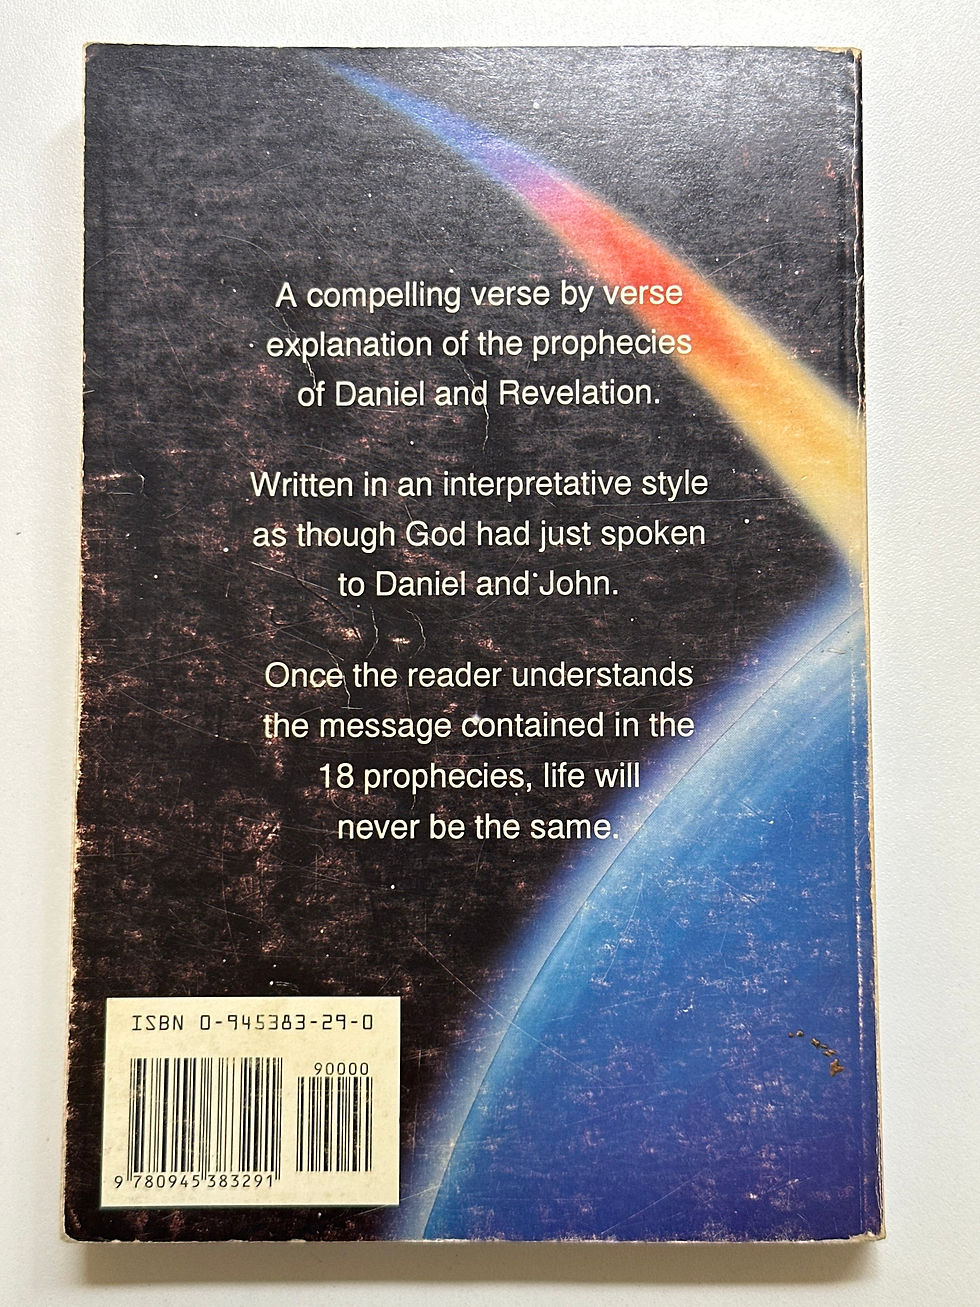 A compelling verse by verse
explanation of the prophecies
of Daniel and Revelation.
Written in an interpretative style
as though God had just spoken
to Daniel and John.
Once the reader understands
the message contained in the
18 prophecies, life will
never be the same.
ISBN 0-945383-29-0
90000
9 780945 383291